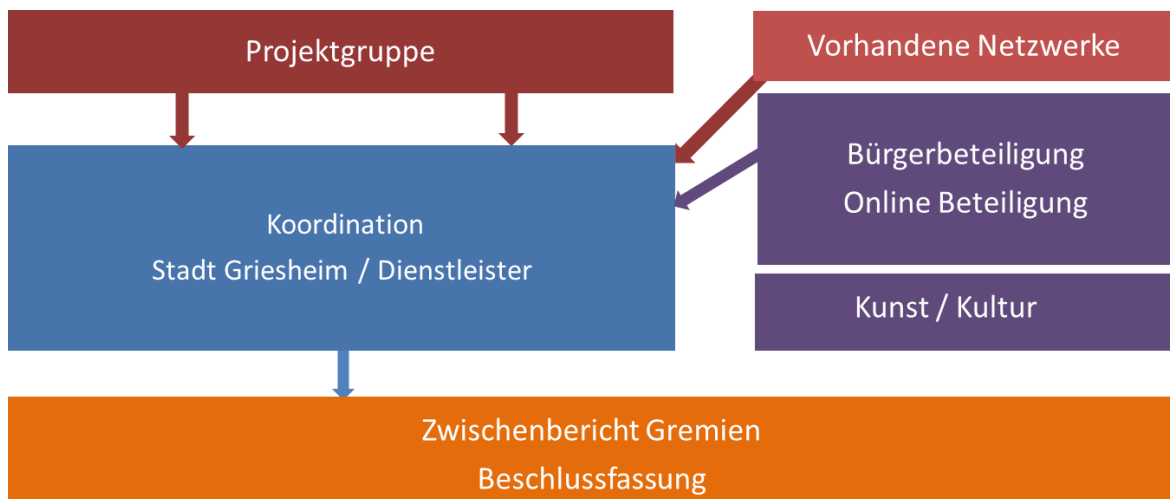 Projektgruppe
Vorhandene Netzwerke
Koordination
Stadt Griesheim / Dienstleister
Bürgerbeteiligung
Online Beteiligung
Kunst / Kultur
Zwischenbericht Gremien
Beschlussfassung